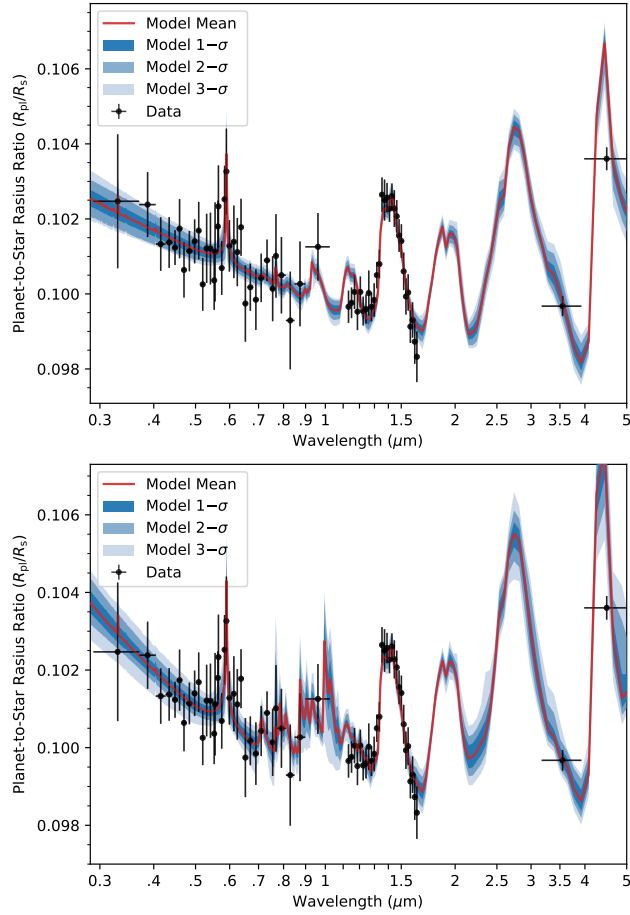 Planet-to-Star Rasius Ratio (Rpl/Rs)
0.106
0.104
0.102
0.100
0.098
Model Mean
Model 1−σ
Model 2−σ
Model 3−σ
Data
0.3 .4 .5 .6 .7 .8 .9 1 1.5 2 2.5 3 3.5 4 5
Wavelength (μm)
Planet-to-Star Rasius Ratio (Rpl/Rs)
0.106
0.104
0.102
0.100
0.098
Model Mean
Model 1−σ
Model 2−σ
Model 3−σ
Data
0.3 .4 .5 .6 .7 .8 .9 1 1.5 2 2.5 3 3.5 4 5
Wavelength (μm)